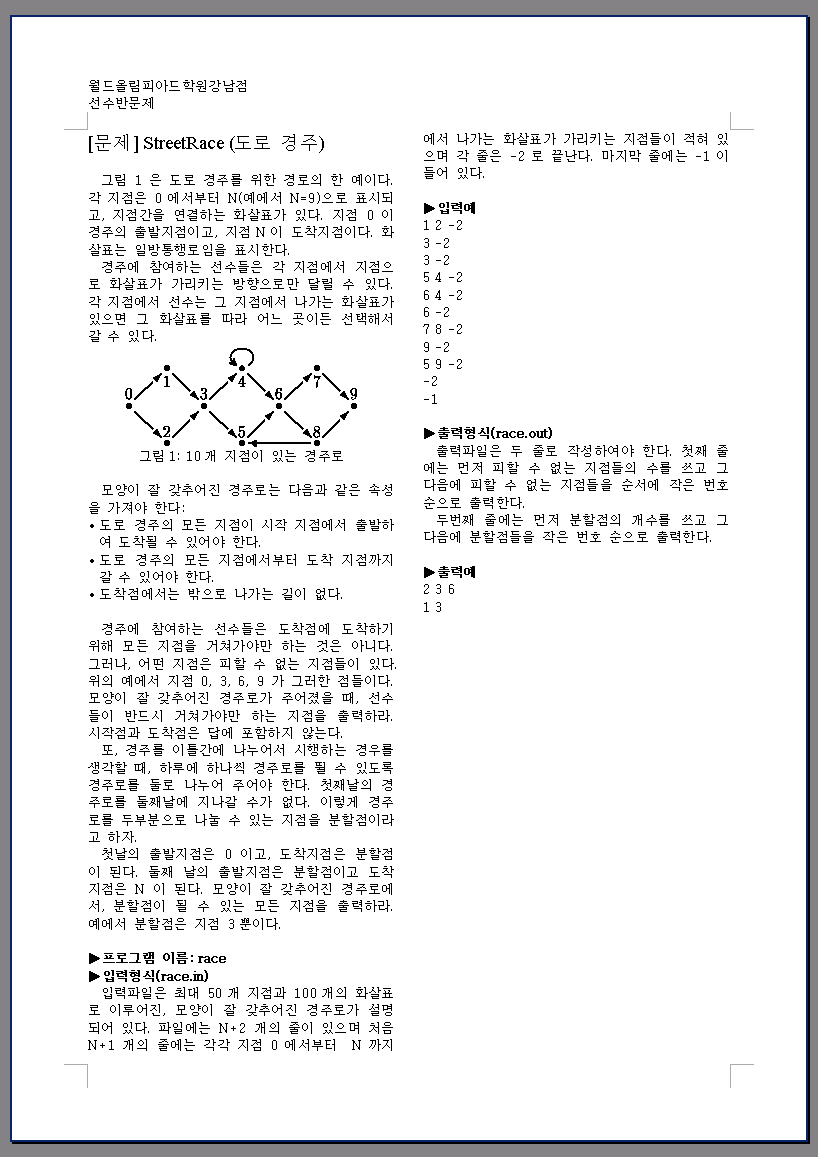 월드올림피아드학원강남점
선수반문제
[문제] StreetRace (도로 경주)
그림 1 은 도로 경주를 위한 경로의 한 예이다.
각 지점은 0 에서부터 N(예에서 N=9)으로 표시되
고, 지점간을 연결하는 화살표가 있다. 지점 0 이
경주의 출발지점이고, 지점 N 이 도착지점이다. 화
살표는 일방통행로임을 표시한다.
경주에 참여하는 선수들은 각 지점에서 지점으
로 화살표가 가리키는 방향으로만 달릴 수 있다.
각 지점에서 선수는 그 지점에서 나가는 화살표가
있으면 그 화살표를 따라 어느 곳이든 선택해서
갈 수 있다.
1 4 7
0 3 6 9
2 5 8
그림 1: 10 개 지점이 있는 경주로
모양이 잘 갖추어진 경주로는 다음과 같은 속성
을 가져야 한다:
• 도로 경주의 모든 지점이 시작 지점에서 출발하
여 도착될 수 있어야 한다.
• 도로 경주의 모든 지점에서부터 도착 지점까지
갈 수 있어야 한다.
• 도착점에서는 밖으로 나가는 길이 없다.
경주에 참여하는 선수들은 도착점에 도착하기
위해 모든 지점을 거쳐가야만 하는 것은 아니다.
그러나, 어떤 지점은 피할 수 없는 지점들이 있다.
위의 예에서 지점 0, 3, 6, 9 가 그러한 점들이다.
모양이 잘 갖추어진 경주로가 주어졌을 때, 선수
들이 반드시 거쳐가야만 하는 지점을 출력하라.
시작점과 도착점은 답에 포함하지 않는다.
또, 경주를 이틀간에 나누어서 시행하는 경우를
생각할 때, 하루에 하나씩 경주로를 뛸 수 있도록
경주로를 둘로 나누어 주어야 한다. 첫째날의 경
주로를 둘째날에 지나갈 수가 없다. 이렇게 경주
로를 두부분으로 나눌 수 있는 지점을 분할점이라
고 하자.
첫날의 출발지점은 0 이고, 도착지점은 분할점
이 된다. 둘째 날의 출발지점은 분할점이고 도착
지점은 N 이 된다. 모양이 잘 갖추어진 경주로에
서, 분할점이 될 수 있는 모든 지점을 출력하라.
예에서 분할점은 지점 3 뿐이다.
▶프로그램 이름: race
▶입력형식(race.in)
입력파일은 최대 50 개 지점과 100 개의 화살표
로 이루어진, 모양이 잘 갖추어진 경주로가 설명
되어 있다. 파일에는 N+2 개의 줄이 있으며 처음
N+1 개의 줄에는 각각 지점 0 에서부터 N 까지
에서 나가는 화살표가 가리키는 지점들이 적혀 있
으며 각 줄은 -2 로 끝난다. 마지막 줄에는 -1 이
들어 있다.
▶입력예
1 2 -2
3 -2
3 -2
5 4 -2
6 4 -2
6 -2
7 8 -2
9 -2
5 9 -2
-2
-1
▶출력형식(race.out)
출력파일은 두 줄로 작성하여야 한다. 첫째 줄
에는 먼저 피할 수 없는 지점들의 수를 쓰고 그
다음에 피할 수 없는 지점들을 순서에 작은 번호
순으로 출력한다.
두번째 줄에는 먼저 분할점의 개수를 쓰고 그
다음에 분할점들을 작은 번호 순으로 출력한다.
▶출력예
2 3 6
1 3